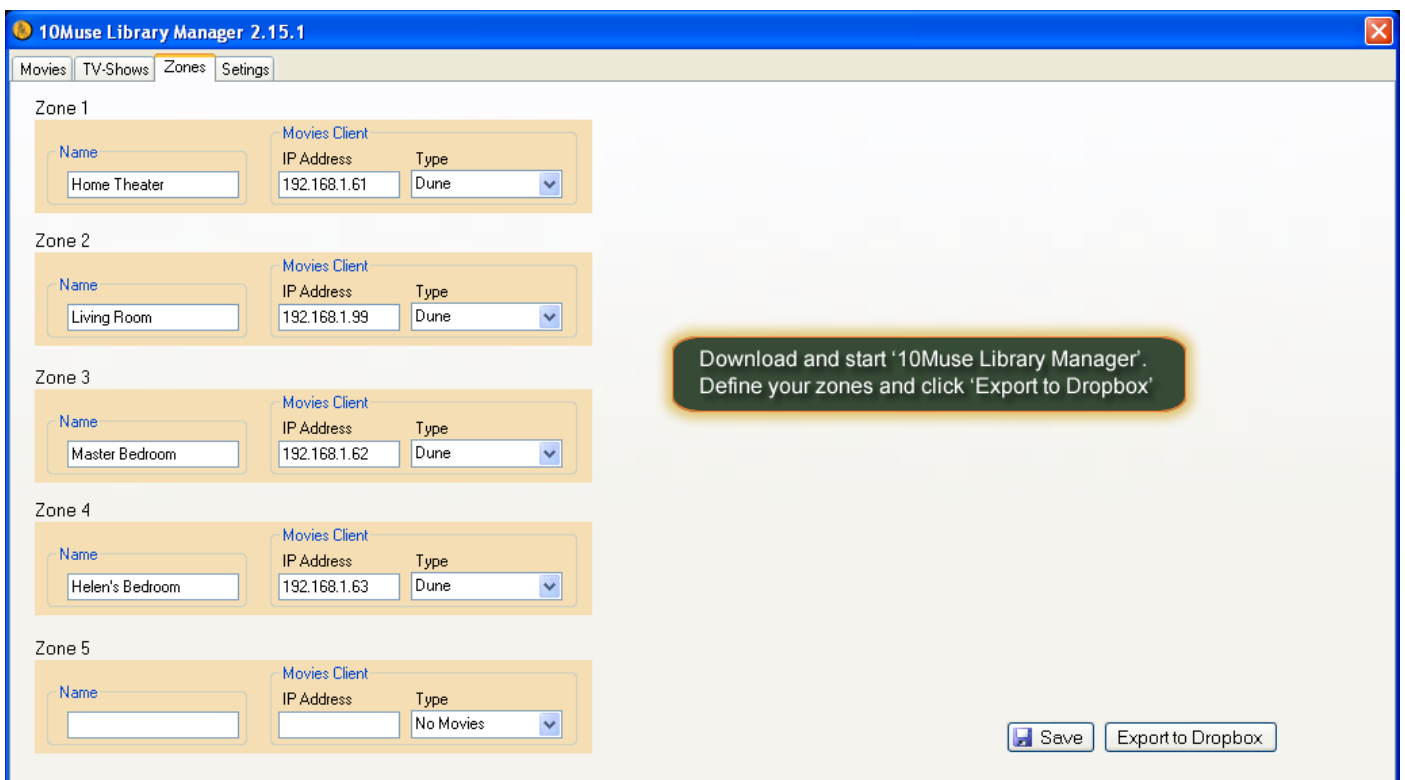 10Muse Library Manager 2.15.1
Movies TV-Shows Zones Setings
Zone 1
Movies Client
Name
IP Address Type
Home Theater 192.168.1.61 Dune
Zone 2
Movies Client
Name
IP Address Type
Living Room 192.168.1.99 Dune
Download and start ‘10Muse Library Manager’.
Define your zones and click ‘Export to Dropbox’
Zone 3
Movies Client
Name
IP Address Type
Master Bedroom 192.168.1.62 Dune
Zone 4
Movies Client
Name
IP Address Type
Helen's Bedroom 192.168.1.63 Dune
Zone 5
Movies Client
Name
IP Address Type
No Movies
Save Export to Dropbox